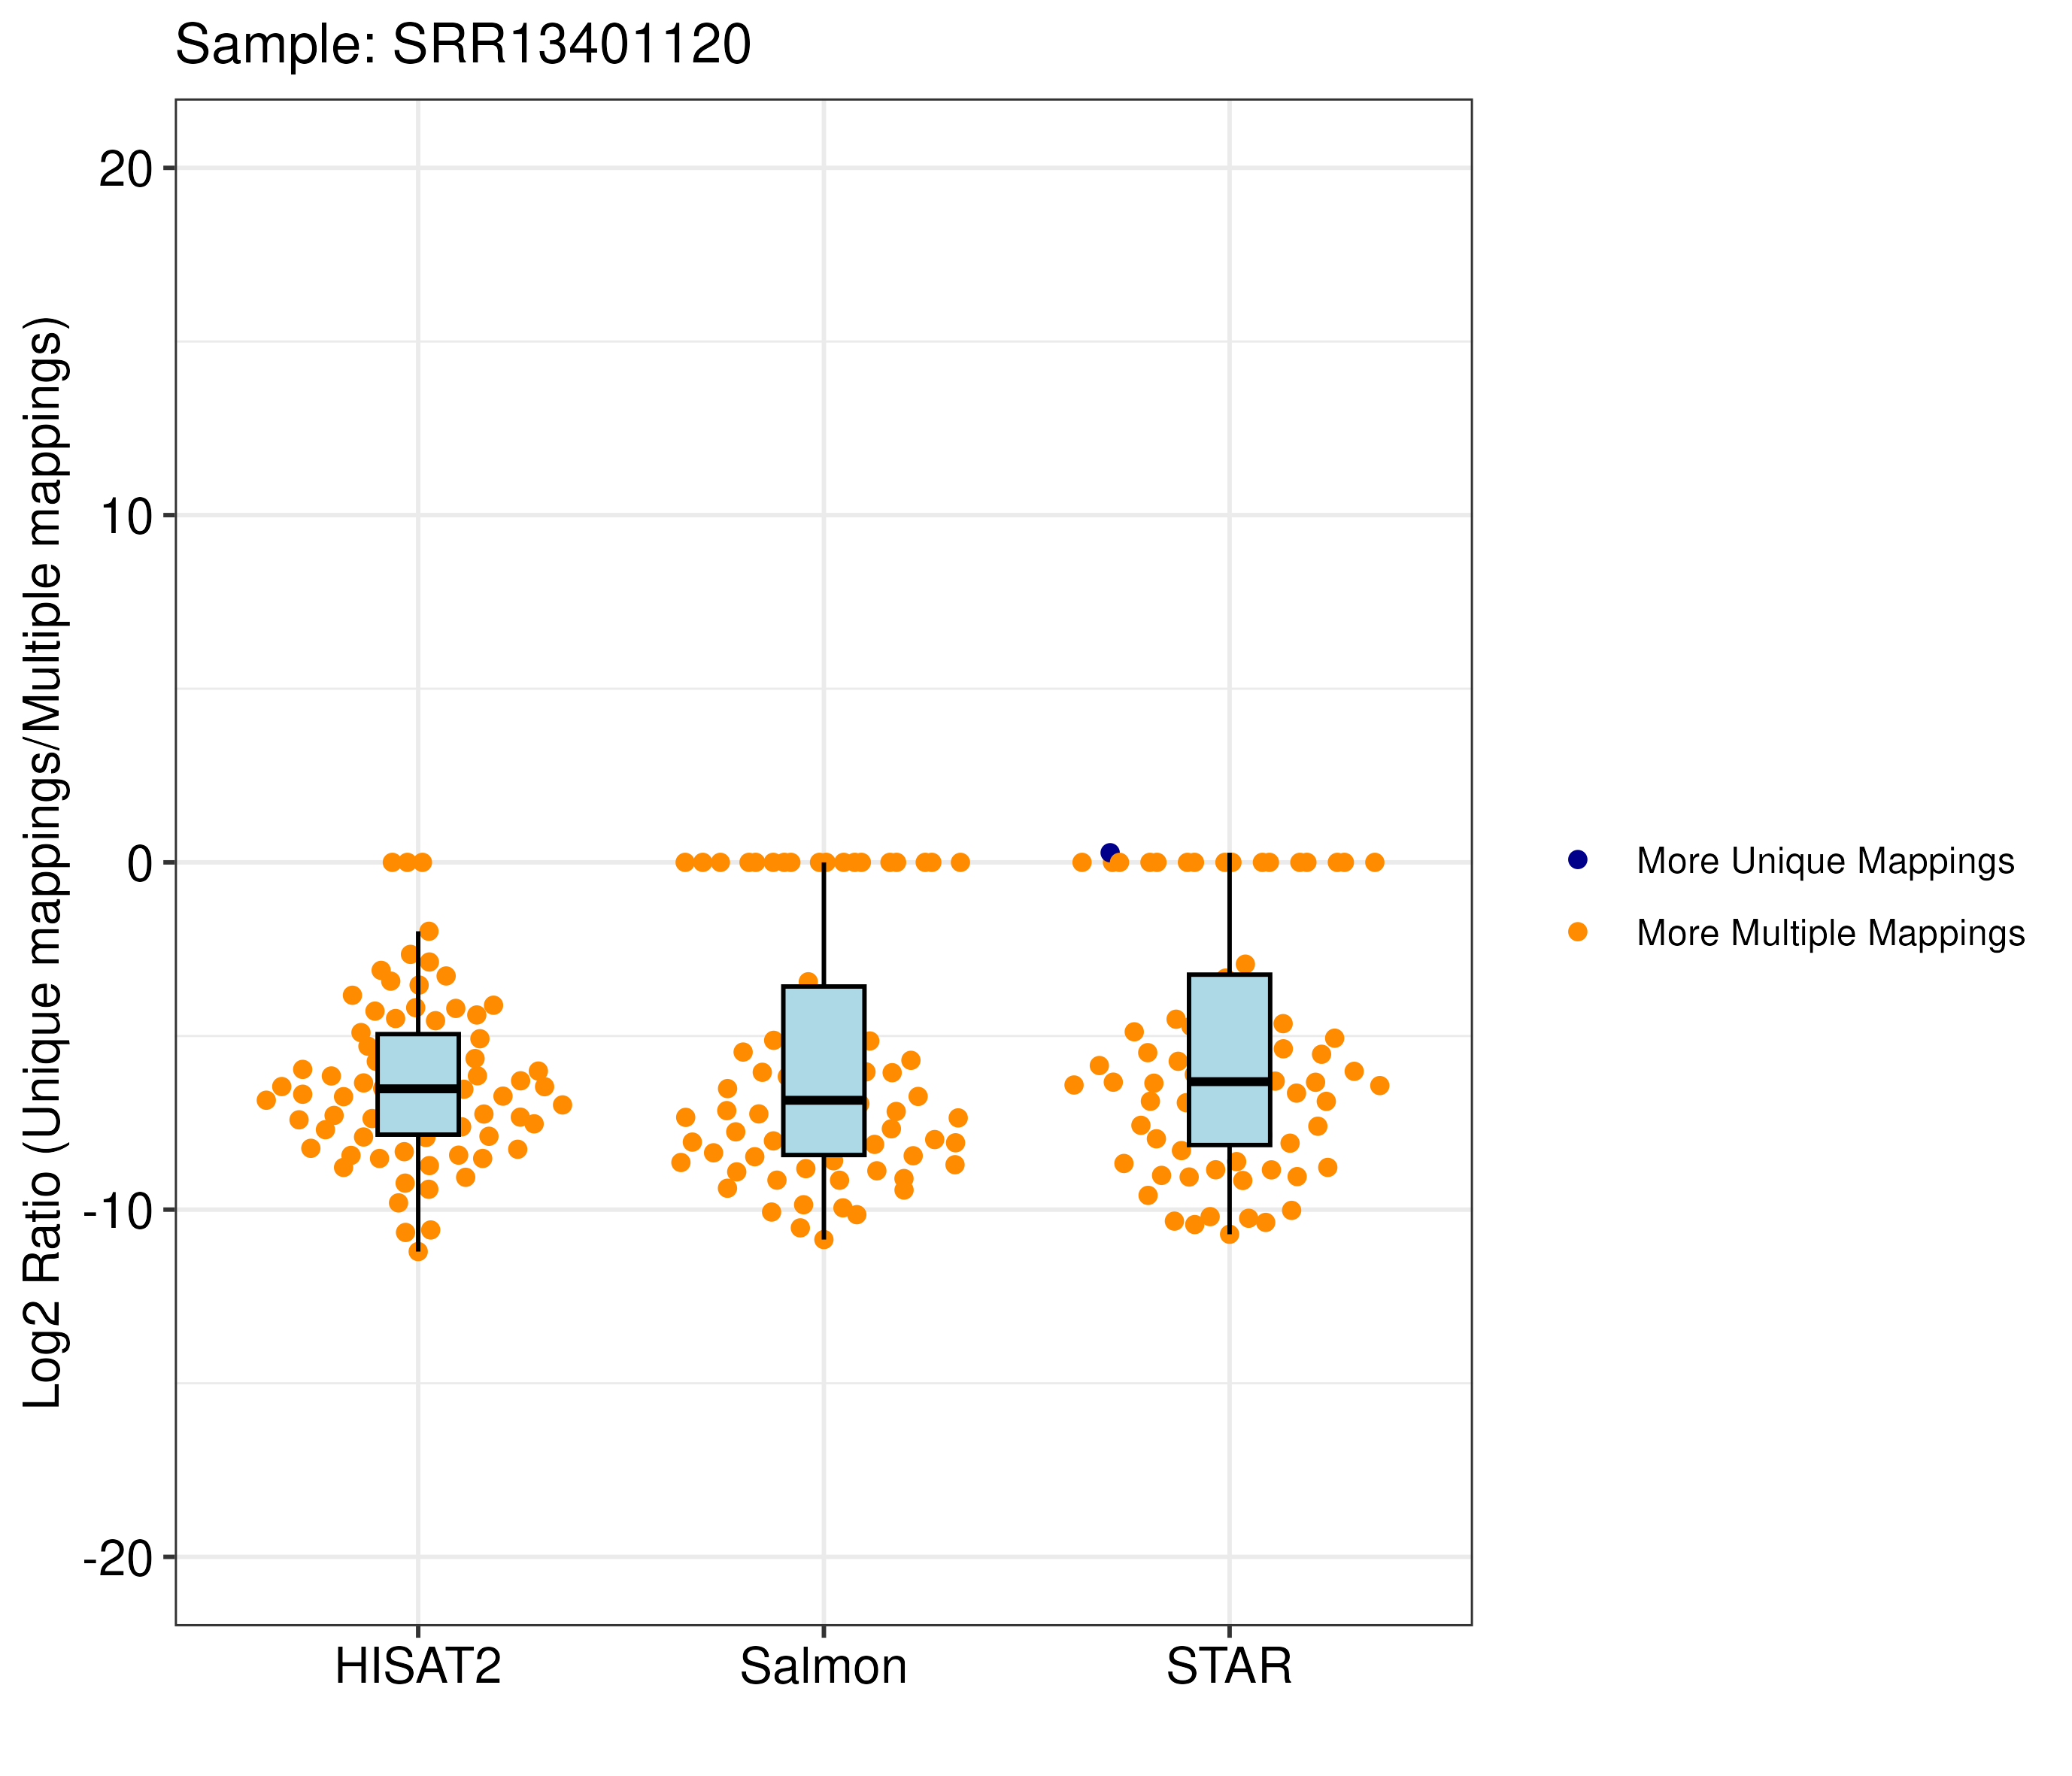 Sample: SRR13401120
Log2 Ratio (Unique mappings/Multiple mappings)
20
10
0
-10
-20
HISAT2
Salmon
STAR
More Unique Mappings
More Multiple Mappings